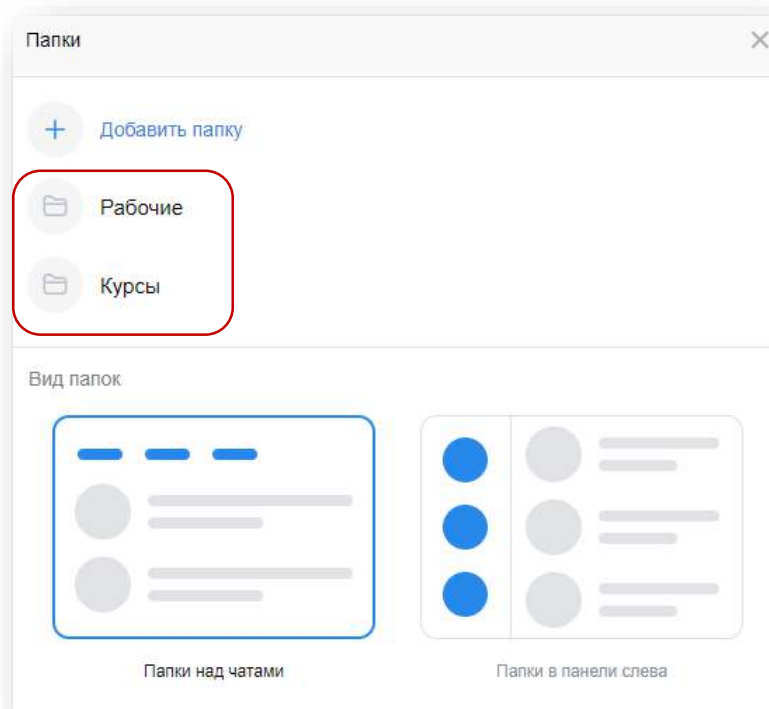 Папки
Добавить папку
Рабочие
Курсы
Вид папок
Папки над чатами
Папки в панели слева